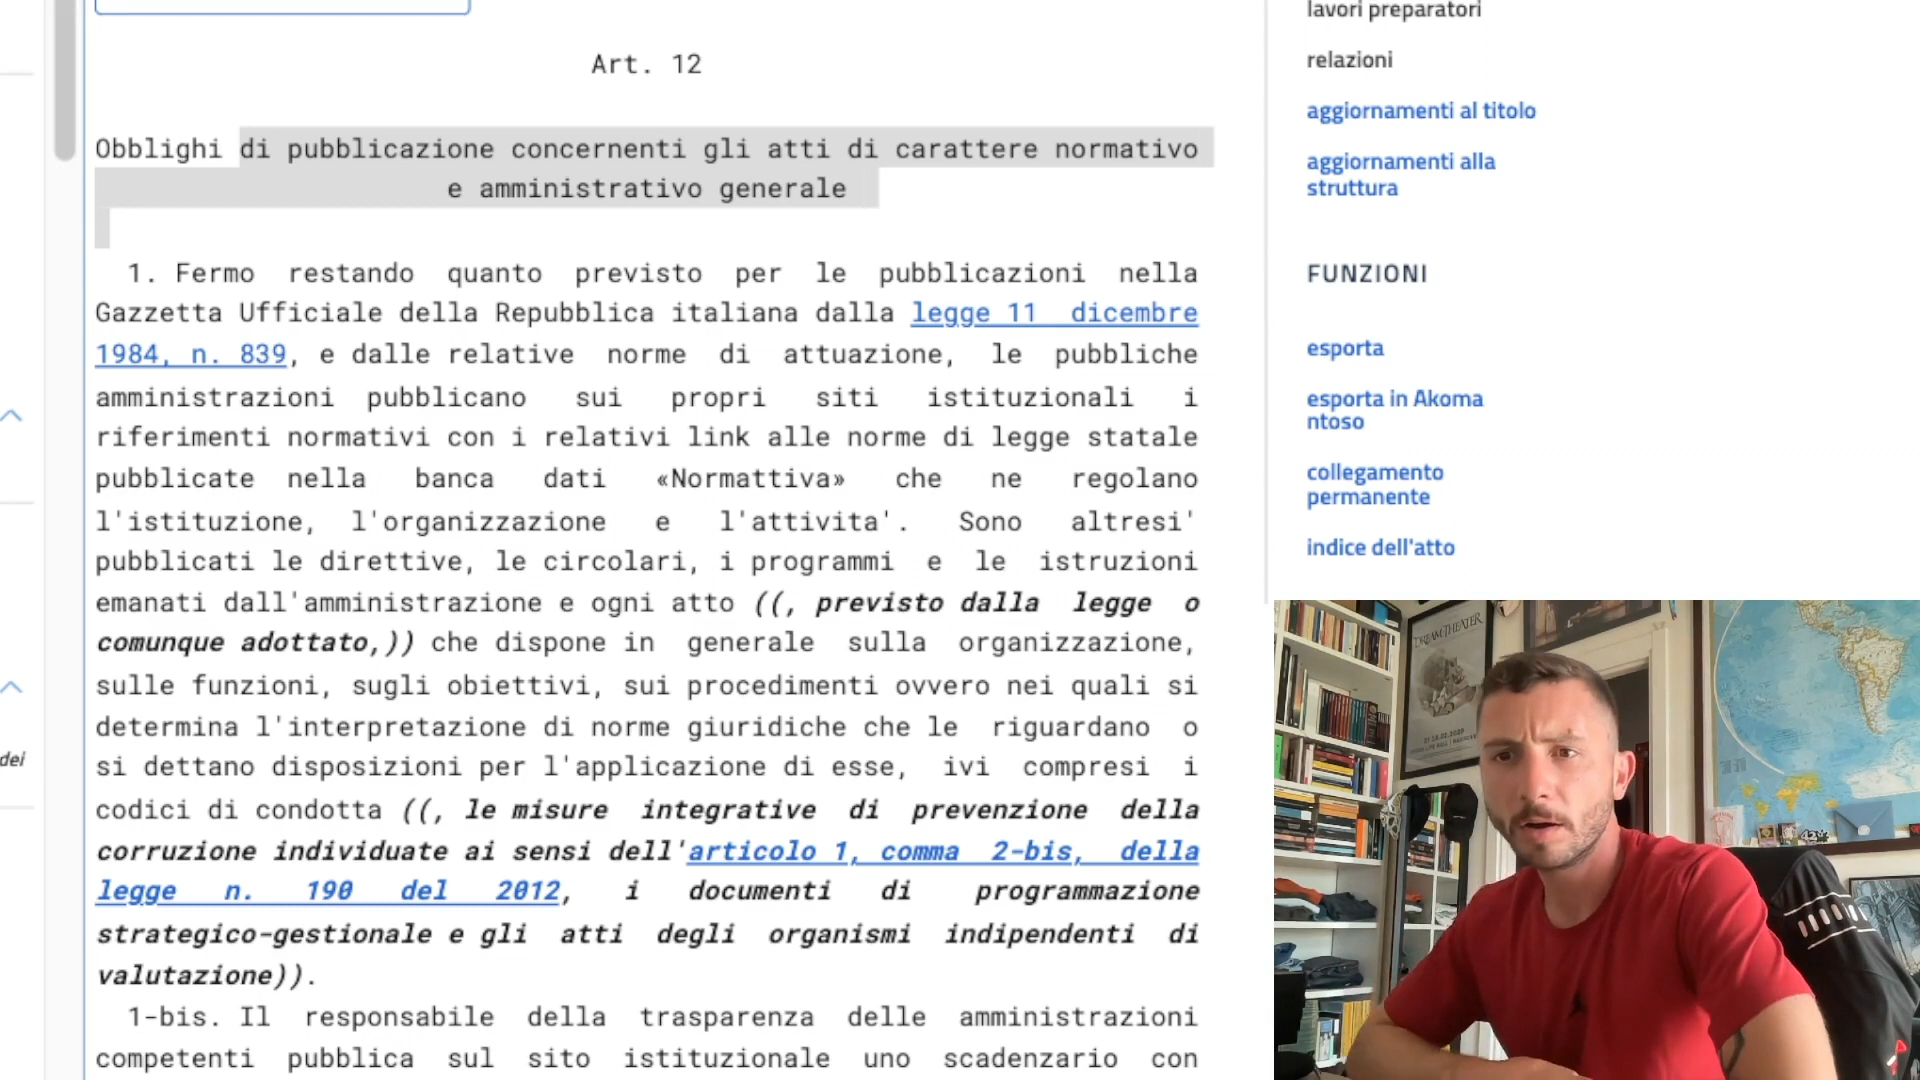 Art. 12
Obblighi di pubblicazione concernenti gli atti di carattere normativo
e amministrativo generale
1. Fermo restando quanto previsto per le pubblicazioni nella
Gazzetta Ufficiale della Repubblica italiana dalla legge 11 dicembre
1984, n. 839, e dalle relative norme di attuazione, le pubbliche
amministrazioni pubblicano sui propri siti istituzionali i
riferimenti normativi con i relativi link alle norme di legge statale
pubblicate nella banca dati «Normattiva» che ne regolano
l'istituzione, l'organizzazione e l'attivita'. Sono altresi'
pubblicati le direttive, le circolari, i programmi e le istruzioni
emanati dall'amministrazione e ogni atto ((, previsto dalla legge o
comunque adottato,)) che dispone in generale sulla organizzazione,
sulle funzioni, sugli obiettivi, sui procedimenti ovvero nei quali si
determina l'interpretazione di norme giuridiche che le riguardano o
si dettano disposizioni per l'applicazione di esse, ivi compresi i
codici di condotta ((, le misure integrative di prevenzione della
corruzione individuate ai sensi dell'articolo 1, comma 2-bis, della
legge n. 190 del 2012, i documenti di programmazione
strategico-gestionale e gli atti degli organismi indipendenti di
valutazione)).
1-bis. Il responsabile della trasparenza delle amministrazioni
competenti pubblica sul sito istituzionale uno scadenzario con
dei
lavori preparatori
relazioni
aggiornamenti al titolo
aggiornamenti alla
struttura
FUNZIONI
esporta
esporta in Akoma
ntoso
collegamento
permanente
indice dell'atto
DREAM THEATER